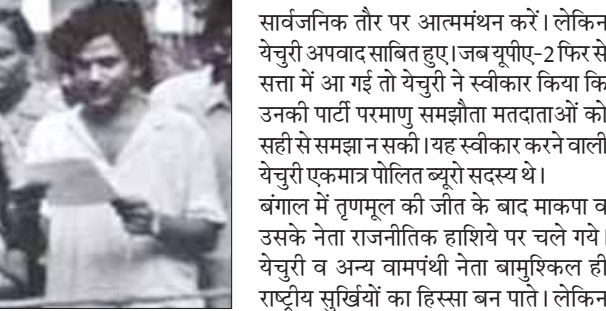 सार्वजनिक तौर पर आत्ममंथन करें। लेकिन
येचुरी अपवाद साबित हुए। जब यूपीए-2 फिर से
सत्ता में आ गई तो येचुरी ने स्वीकार किया कि
उनकी पार्टी परमाणु समझौता मतदाताओं को
सही से समझा न सकी। यह स्वीकार करने वाली
येचुरी एकमात्र पोलित ब्यूरो सदस्य थे।
बंगाल में तृणमूल की जीत के बाद माकपा व
उसके नेता राजनीतिक हाशिये पर चले गये।
येचुरी व अन्य वामपंथी नेता बामुश्किल ही
राष्ट्रीय सुर्खियों का हिस्सा बन पाते। लेकिन